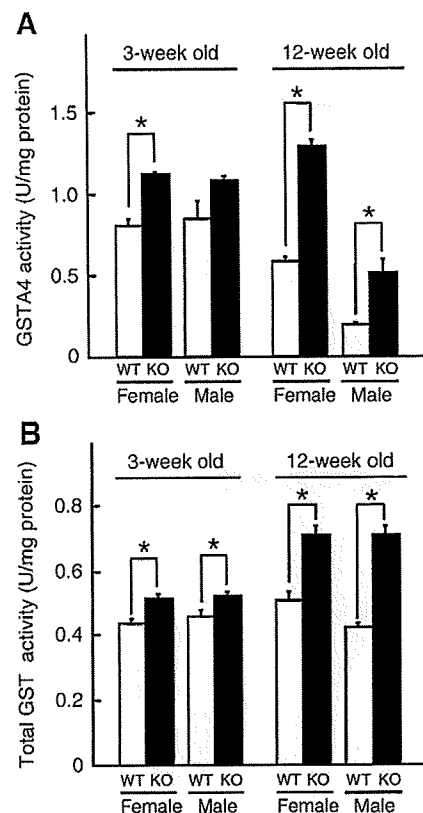 A
3-week old
12-week old
GSTA4 activity (U/mg protein)
1.5
1.0
0.5
0
*
*
*
WT KO WT KO WT KO WT KO
Female Male Female Male
B
3-week old
12-week old
Total GST activity (U/mg protein)
0.8
0.6
0.4
0.2
0
*
*
*
*
WT KO WT KO WT KO WT KO
Female Male Female Male